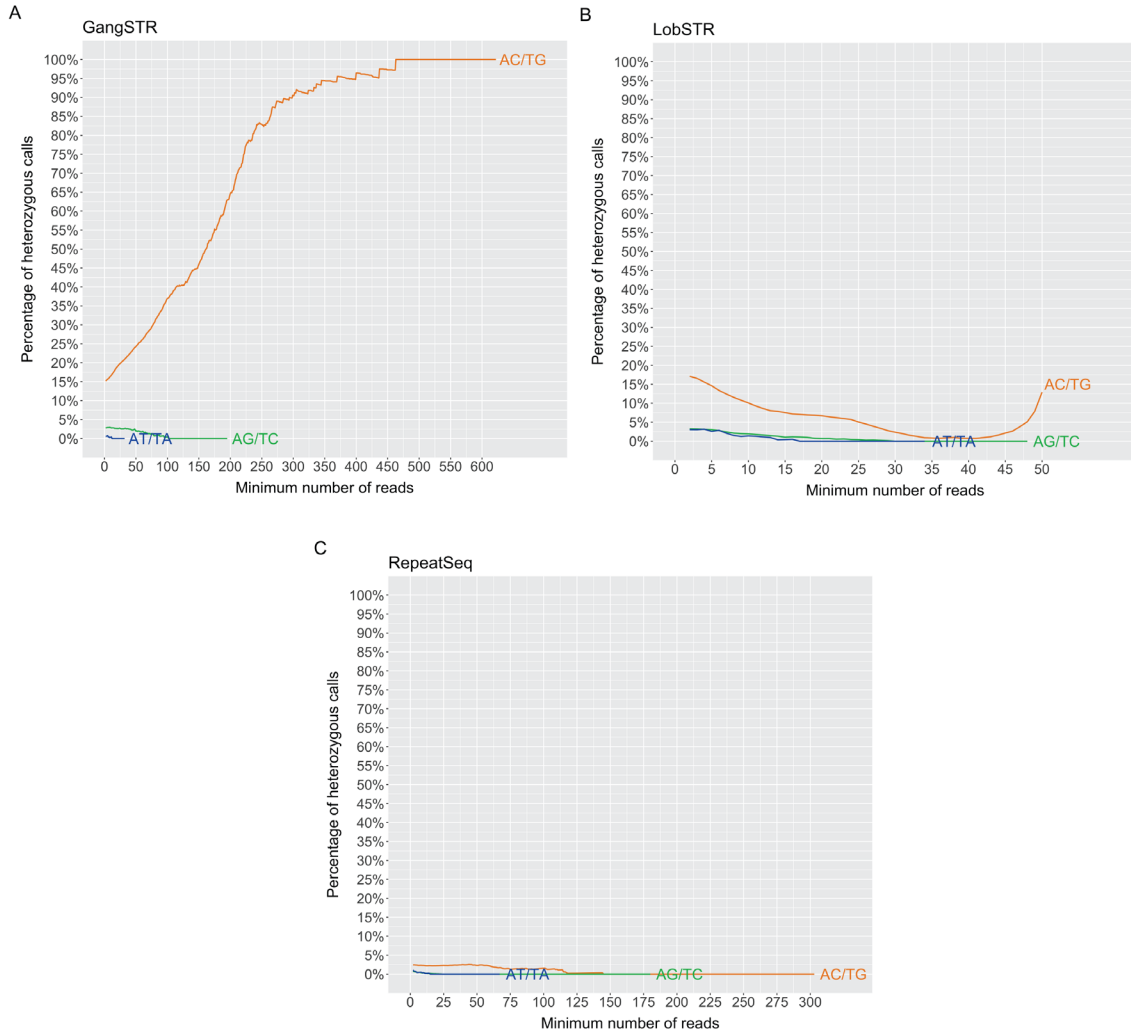 A
GangSTR
Percentage of heterozygous calls
100%
95%
90%
85%
80%
75%
70%
65%
60%
55%
50%
45%
40%
35%
30%
25%
20%
15%
10%
5%
0%
AC/TG
AT/TA
AG/TC
0 50 100 150 200 250 300 350 400 450 500 550 600
Minimum number of reads
B
LobSTR
Percentage of heterozygous calls
100%
95%
90%
85%
80%
75%
70%
65%
60%
55%
50%
45%
40%
35%
30%
25%
20%
15%
10%
5%
0%
AC/TG
AT/TA
AG/TC
0 5 10 15 20 25 30 35 40 45 50
Minimum number of reads
C
RepeatSeq
Percentage of heterozygous calls
100%
95%
90%
85%
80%
75%
70%
65%
60%
55%
50%
45%
40%
35%
30%
25%
20%
15%
10%
5%
0%
AT/TA
AG/TC
AC/TG
0 25 50 75 100 125 150 175 200 225 250 275 300
Minimum number of reads